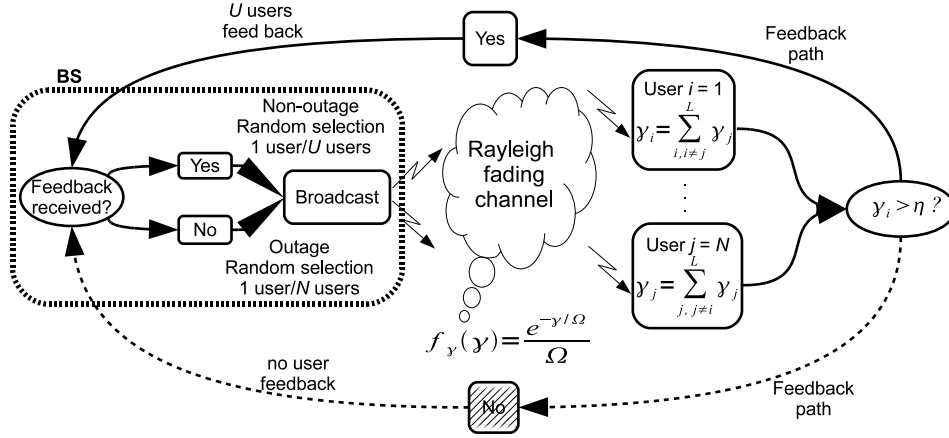 U users
feed back
Yes
Feedback
path
BS
Non-outage
Random selection
1 user/U users
Feedback
received?
Yes
No
Broadcast
Outage
Random selection
1 user/N users
Rayleigh
fading
channel
f_γ(γ)=e^{-γ/Ω}/Ω
User i = 1
γ_i=∑_{i,i≠j}^{L} γ_j
User j = N
γ_j=∑_{j, j≠i}^{L} γ_j
γ_i>η ?
no user
feedback
No
Feedback
path